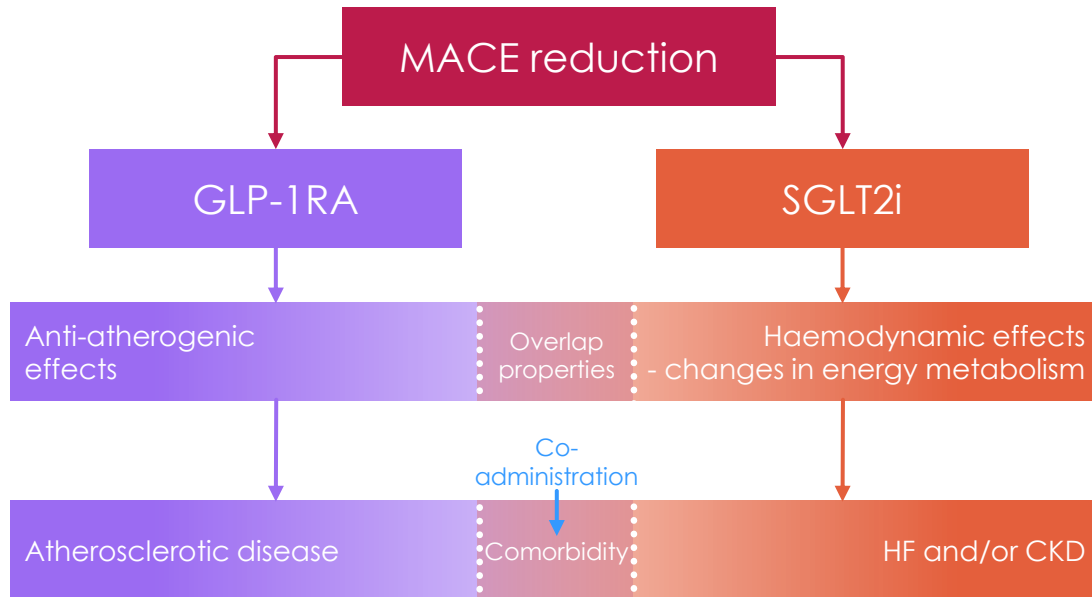 MACE reduction
GLP-1RA
SGLT2i
Anti-atherogenic
effects
Overlap
properties
Haemodynamic effects
- changes in energy metabolism
Co-
administration
Atherosclerotic disease
Comorbidity
HF and/or CKD